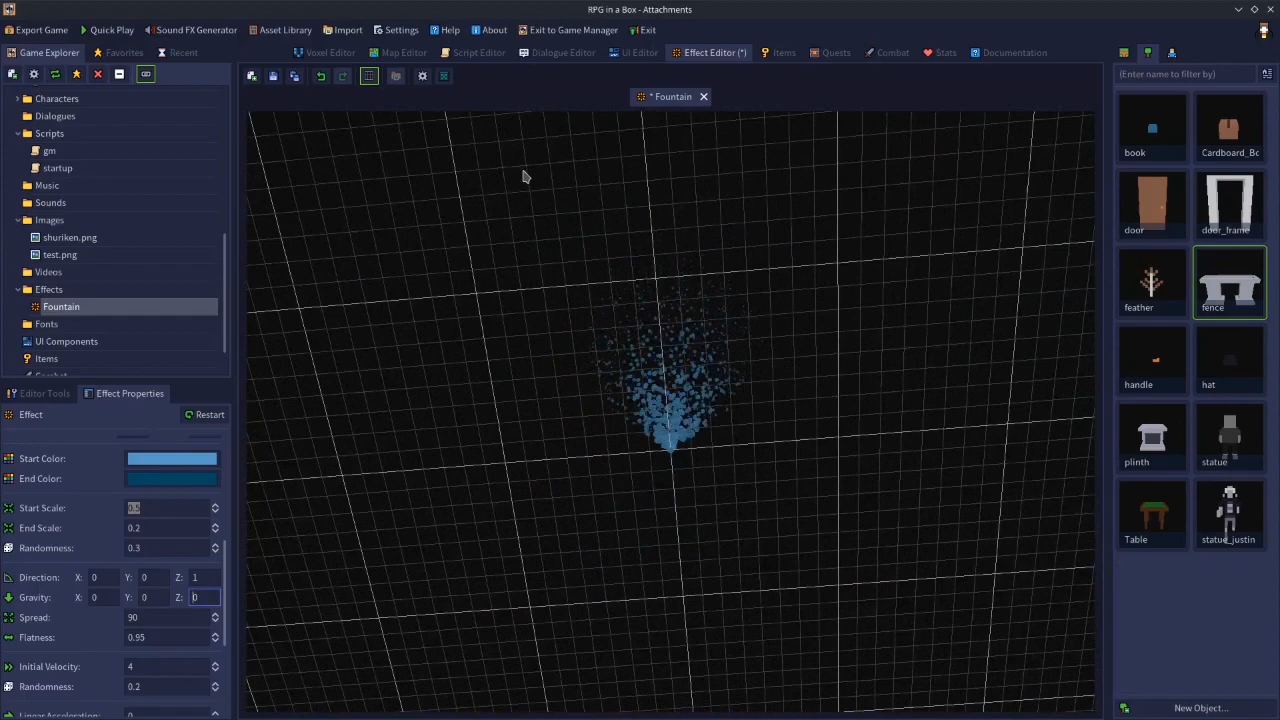 RPG in a Box - Attachments
Export Game Quick Play Sound FX Generator Asset Library Import Settings Help About Exit to Game Manager Exit
Game Explorer Favorites Recent Voxel Editor Map Editor Script Editor Dialogue Editor UI Editor Effect Editor (*) Items Quests Combat Stats Documentation
(Enter name to filter by)
* Fountain
Characters
Dialogues
Scripts
gm
startup
Music
Sounds
Images
shuriken.png
test.png
Videos
Effects
Fountain
Fonts
UI Components
Items
Editor Tools Effect Properties
Effect Restart
Start Color:
End Color:
Start Scale: 0.5
End Scale: 0.2
Randomness: 0.3
Direction: X: 0 Y: 0 Z: 1
Gravity: X: 0 Y: 0 Z: 0
Spread: 90
Flatness: 0.95
Initial Velocity: 4
Randomness: 0.2
book Cardboard_Bc
door door_frame
feather fence
handle hat
plinth statue
Table statue_justin
New Object...